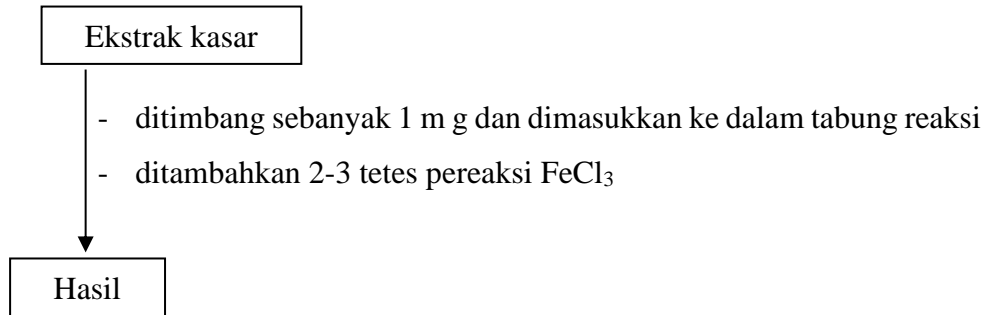 Ekstrak kasar
- ditimbang sebanyak 1 m g dan dimasukkan ke dalam tabung reaksi
- ditambahkan 2-3 tetes pereaksi FeCl₃
Hasil